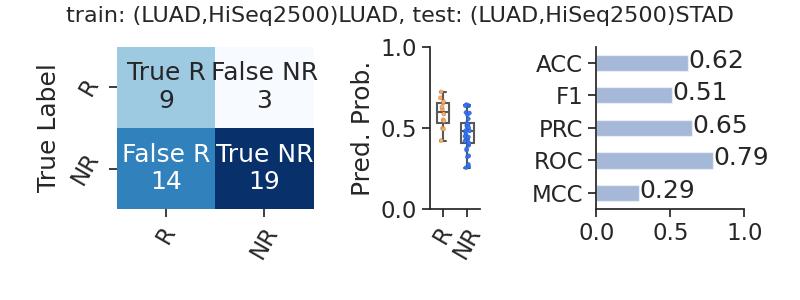 train: (LUAD,HiSeq2500)LUAD, test: (LUAD,HiSeq2500)STAD
True Label
R
NR
True R
9
False NR
3
False R
14
True NR
19
R
NR
Pred. Prob.
1.0
0.5
0.0
R
NR
ACC
0.62
F1
0.51
PRC
0.65
ROC
0.79
MCC
0.29
0.0
0.5
1.0